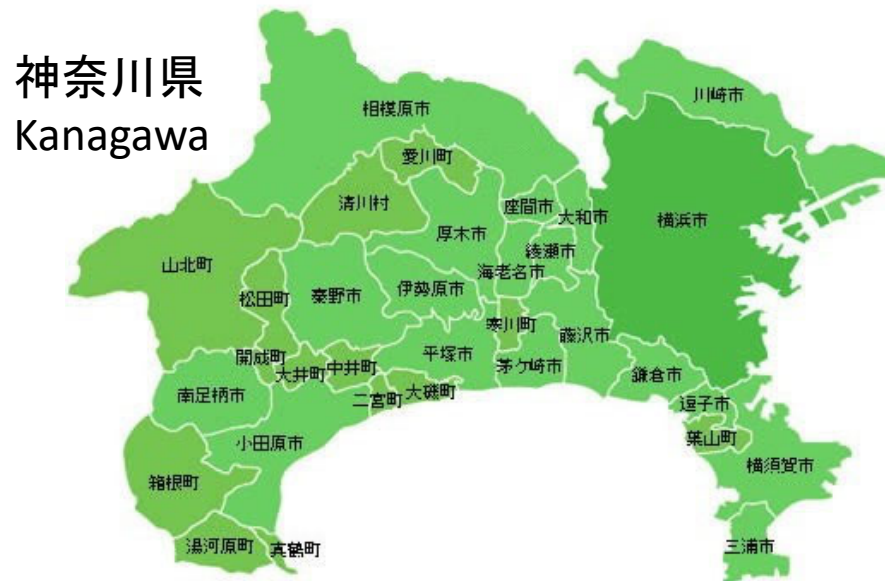 神奈川県
Kanagawa
川崎市
相模原市
愛川町
清川村
座間市
大和市
横浜市
厚木市
綾瀬市
山北町
海老名市
松田町
秦野市
伊勢原市
寒川町
藤沢市
開成町
大井町
中井町
平塚市
茅ケ崎市
鎌倉市
南足柄市
二宮町
大磯町
逗子市
葉山町
小田原市
横須賀市
箱根町
湯河原町
真鶴町
三浦市